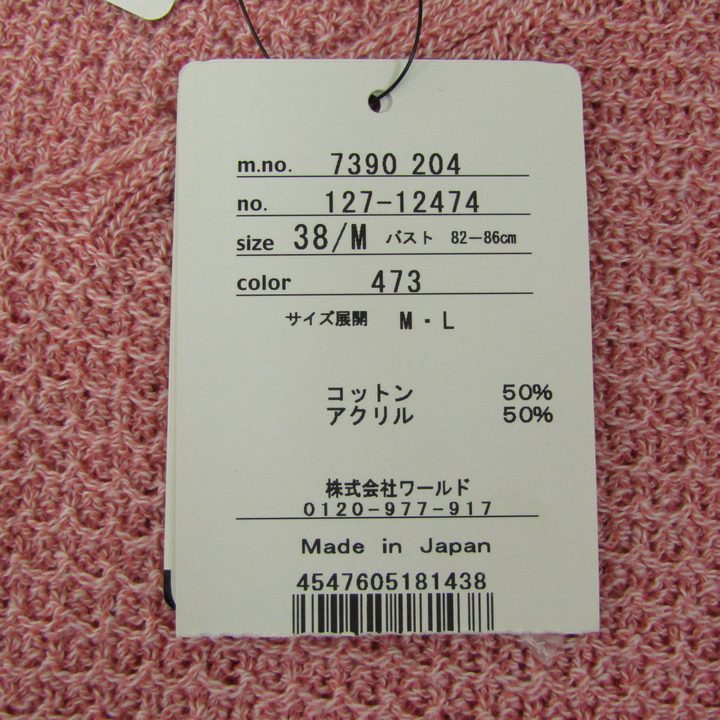 m.no. 7390 204
no. 127-12474
size 38/M バスト 82-86cm
color 473
サイズ展開 M・L
コットン 50%
アクリル 50%
株式会社ワールド
0120-977-917
Made in Japan
4547605181438